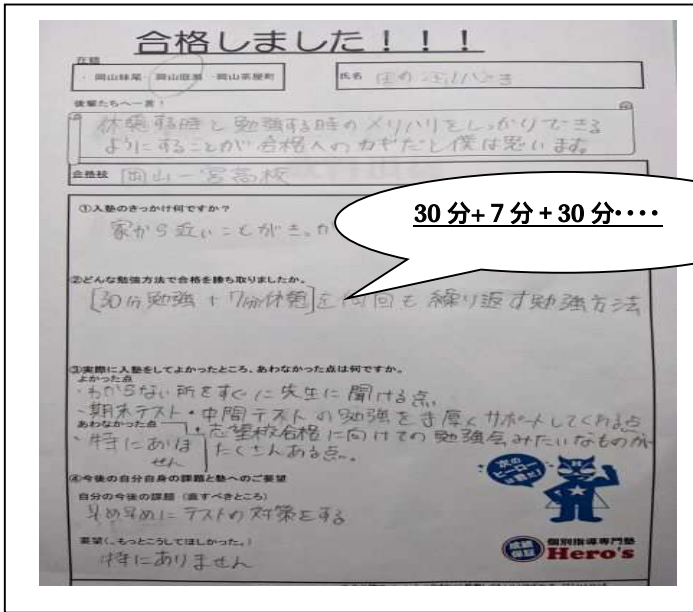 合格しました！！！
在籍
・岡山妹尾・岡山庭瀬・岡山茶屋町
氏名
後輩たちへ一言！
休憩する時と勉強する時のメリハリをしっかりできる
ようにすることが合格へのカギだと僕は思います。
合格校 岡山一宮高校
①入塾のきっかけ何ですか？
家から近いことがきっか
30分+7分+30分・・・・
②どんな勉強方法で合格を勝ち取りましたか。
[30分勉強+7分休憩]を何回も繰り返す勉強方法
③実際に入塾をしてよかったところ、あわなかった点は何ですか。
よかった点
・わからない所をすぐに先生に聞ける点。
・期末テスト・中間テストの勉強を手厚くサポートしてくれる点
・志望校合格に向けての勉強会みたいなものが
たくさんある点。
あわなかった点
・特にありま
せん
④今後の自分自身の課題と塾へのご要望
自分の今後の課題（直すべきところ）
早め早めにテストの対策をする
要望（、もっとこうしてほしかった。）
特にありません
次の
ヒーローは
君だ！
成績
保証
個別指導専門塾
Hero's